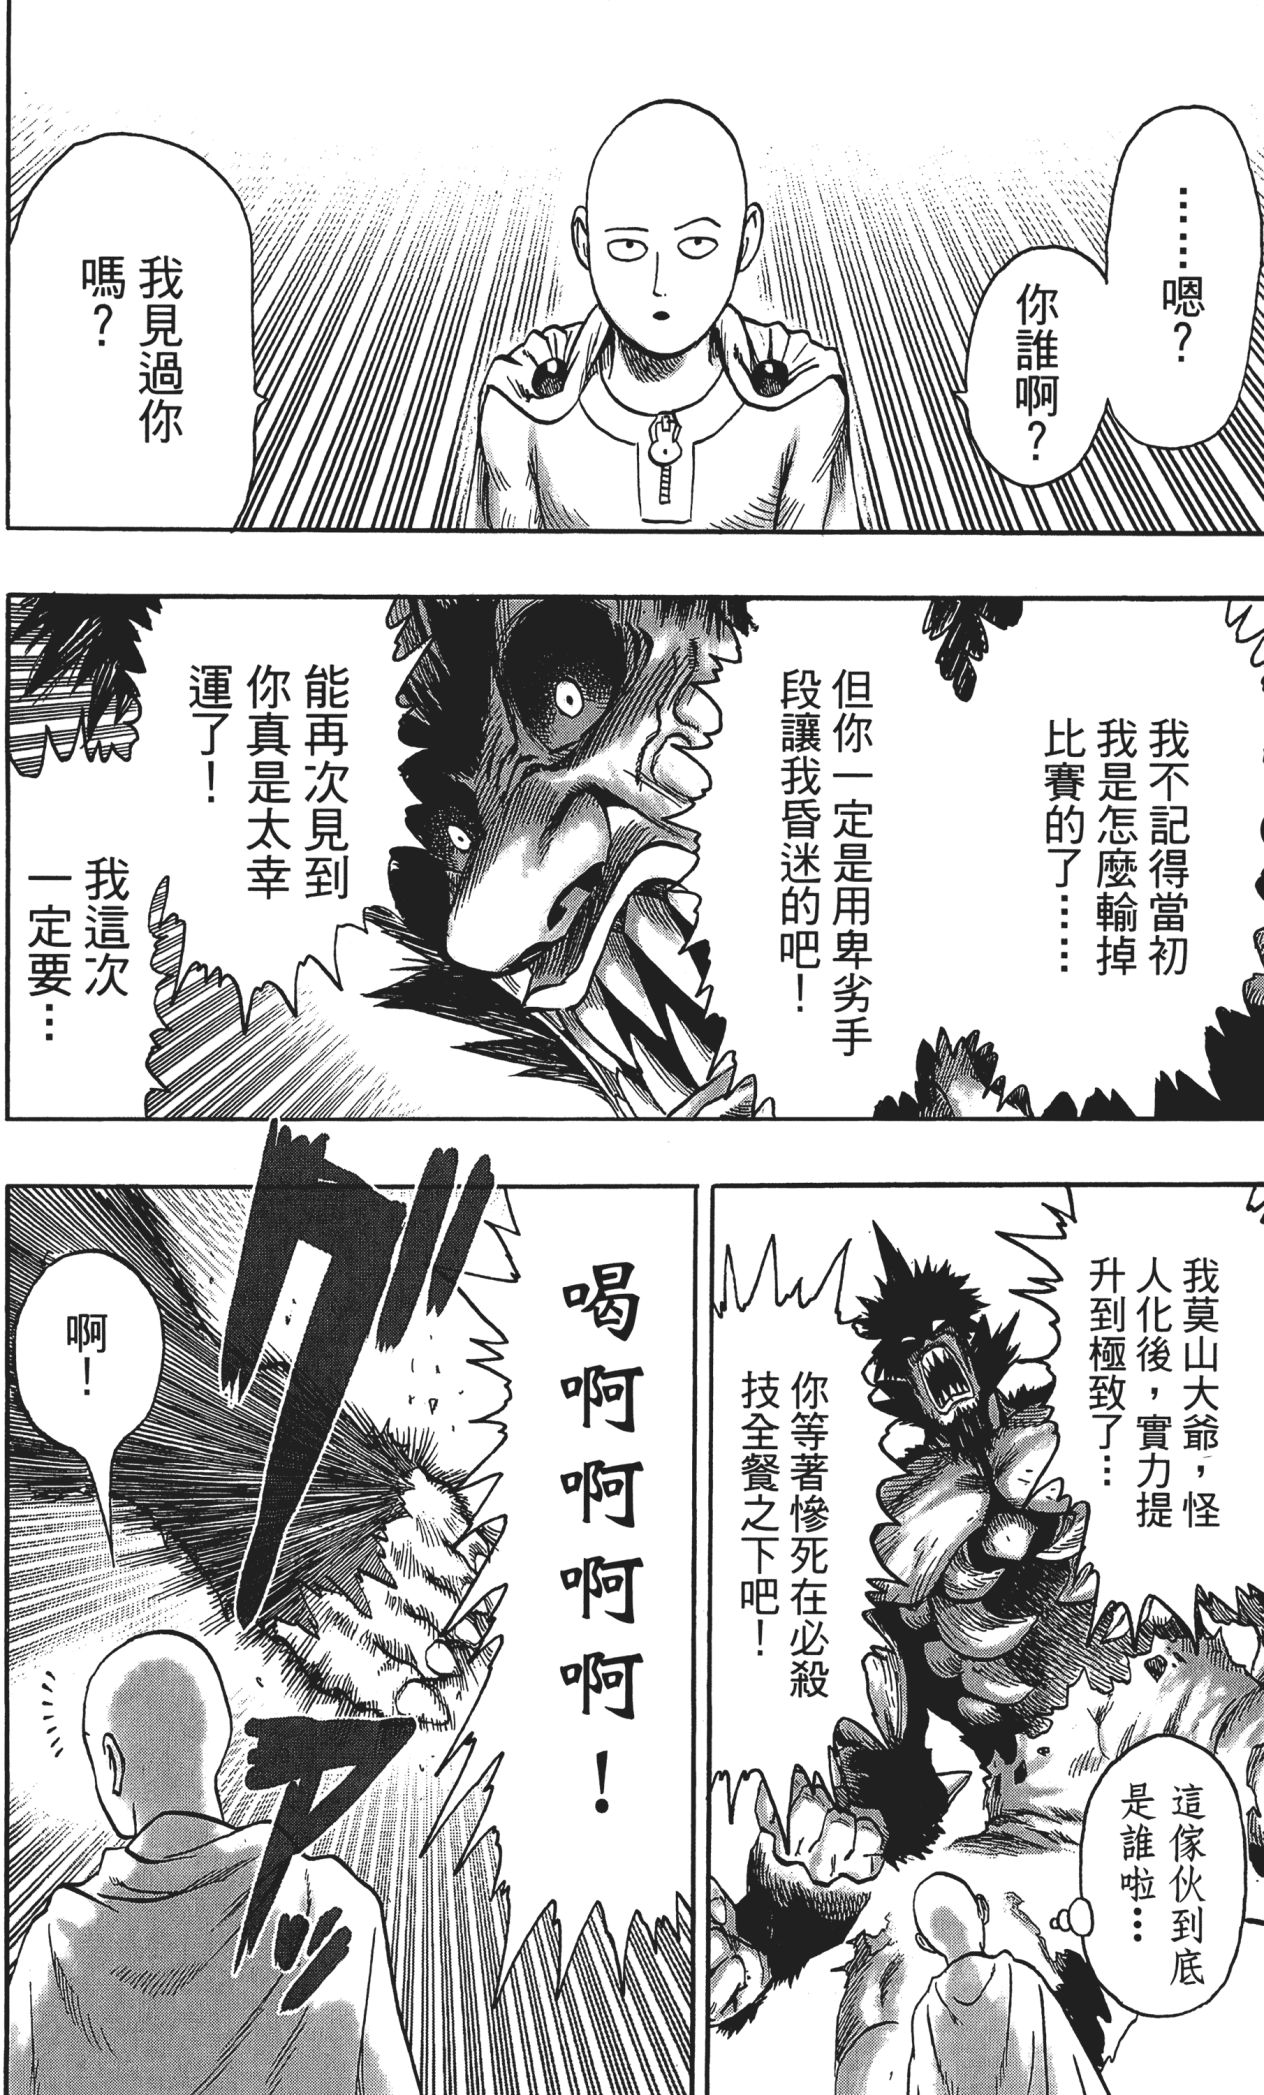 ……嗯？
你誰啊？
我見過你
嗎？
我不記得當初
我是怎麼輸掉
比賽的了……
但你一定是用卑劣手
段讓我昏迷的吧！
能再次見到
你真是太幸
運了！
我這次
一定要…
我莫山大爺，怪
人化後，實力提
升到極致了…
你等著慘死在必殺
技全餐之下吧！
這傢伙到底
是誰啦…
喝啊啊啊啊！
啊！
ガアッ